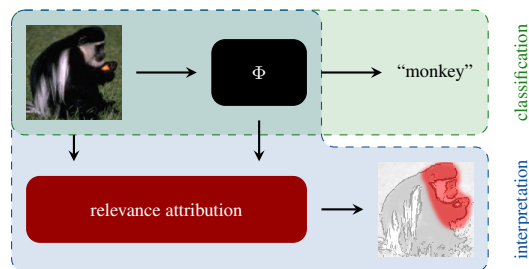 Φ
“monkey”
classification
relevance attribution
interpretation